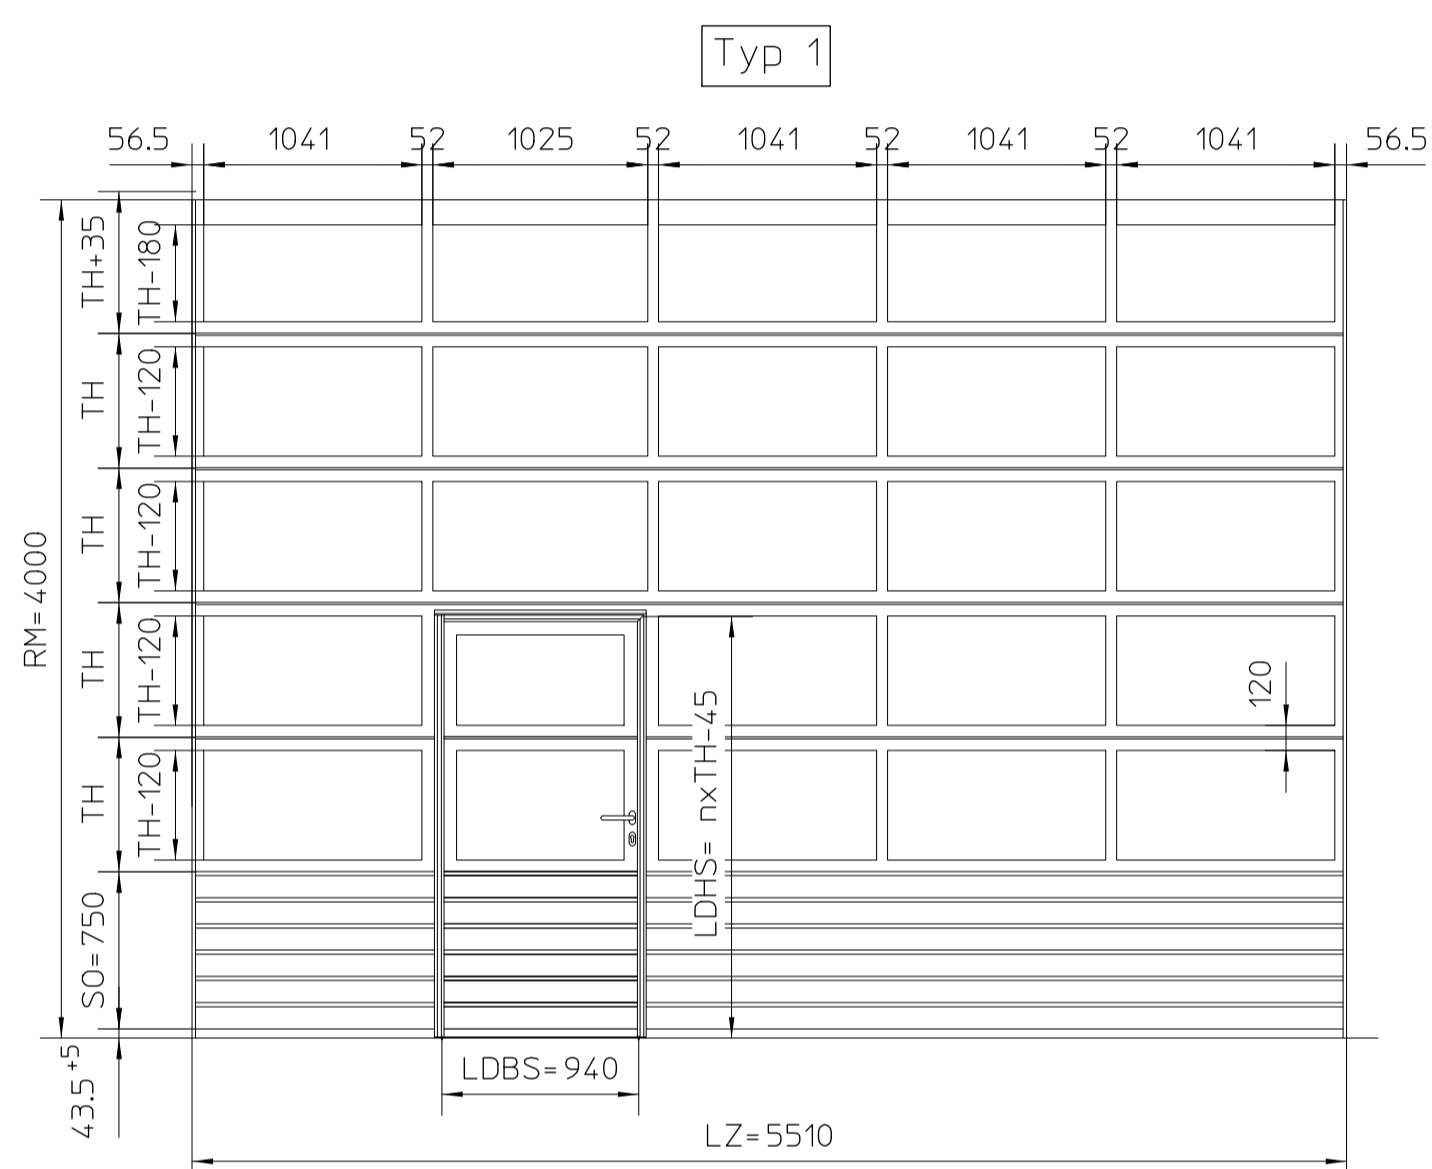 Typ 1
56.5 1041 52 1025 52 1041 52 1041 52 1041 56.5
TH+35
TH-180
TH
TH-120
TH
TH-120
RM=4000
TH
TH-120
120
LDHS= nxTH-45
TH
TH-120
SO=750
43.5 +5
LDBS=940
LZ=5510